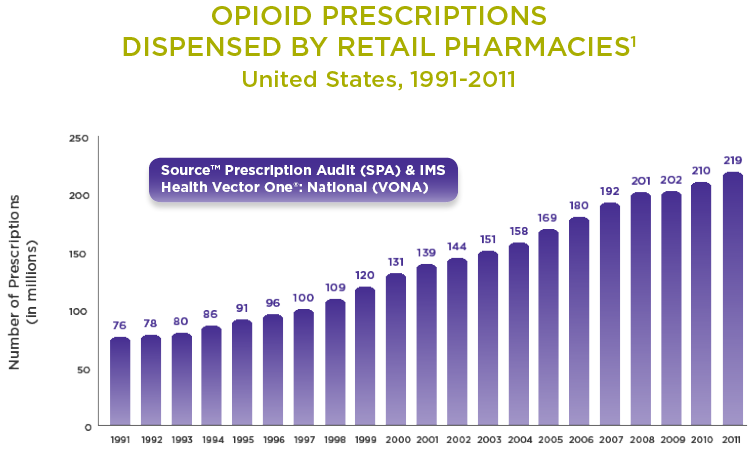 OPIOID PRESCRIPTIONS
DISPENSED BY RETAIL PHARMACIES¹
United States, 1991-2011
Number of Prescriptions
(in millions)
250
200
150
100
50
0
Source™ Prescription Audit (SPA) & IMS
Health Vector One®: National (VONA)
76 78 80 86 91 96 100 109 120 131 139 144 151 158 169 180 192 201 202 210 219
1991 1992 1993 1994 1995 1996 1997 1998 1999 2000 2001 2002 2003 2004 2005 2006 2007 2008 2009 2010 2011